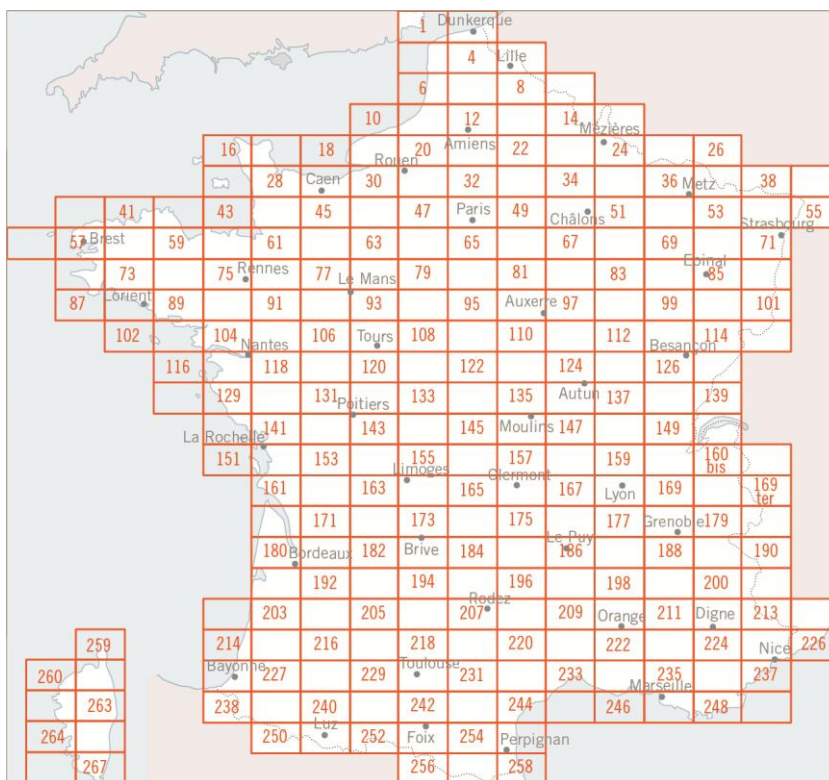 1 Dunkerque
4 Lille
6 8
10 12 14
Amiens Mézières
16 18 Rouen 20 22 24 26
28 Caen 30 32 34 36 Metz 38
41 43 45 47 Paris 49 Châlons 51 53 55
Strasbourg
57 Brest 59 61 63 65 67 69 71
73 75 Rennes 77 Le Mans 79 81 83 Epinal 85
87 Lorient 89 91 93 95 Auxerre 97 99 101
102 104 106 Tours 108 110 112 114
Nantes Besançon
116 118 120 122 124 126
129 131 133 135 Autun 137 139
Poitiers
141 143 145 Moulins 147 149
La Rochelle
151 153 155 157 159 160 bis
Limoges Clermont
161 163 165 167 Lyon 169 169 ter
171 173 175 177 Grenoble 179
180 Bordeaux 182 Brive 184 Le Puy 186 188 190
192 194 196 198 200
203 205 207 Rodez 209 Orange 211 Digne 213
214 216 218 220 222 224 Nice 226
259
Bayonne 227 229 Toulouse 231 233 235 237
260
Marseille
238 240 242 244 246 248
263
250 Luz 252 Foix 254 Perpignan
264
256 258
267